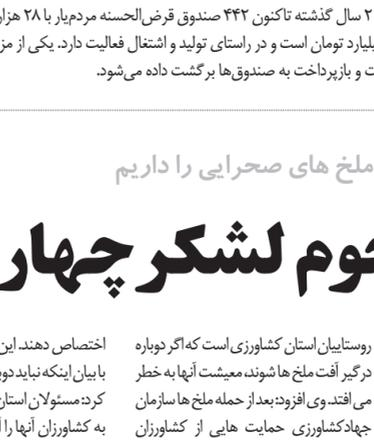 ۲ سال گذشته تاکنون ۴۴۲ صندوق قرض‌الحسنه مردم‌یار با ۲۸ هزار
میلیارد تومان است و در راستای تولید و اشتغال فعالیت دارد. یکی از
ت و بازپرداخت به صندوق‌ها برگشت داده می‌شود.
ملخ های صحرایی را داریم
لشکر چهار
روستاییان استان کشاورزی است که اگر دوباره
درگیر آفت ملخ ها شوند، معیشت آنها به خطر
می افتد. وی افزود: بعد از حمله ملخ ها سازمان
جهادکشاورزی حمایت هایی از کشاورزان
اختصاص دهند. این
با بیان اینکه نباید
کرد: مسئولان استان
به کشاورزان آنها را